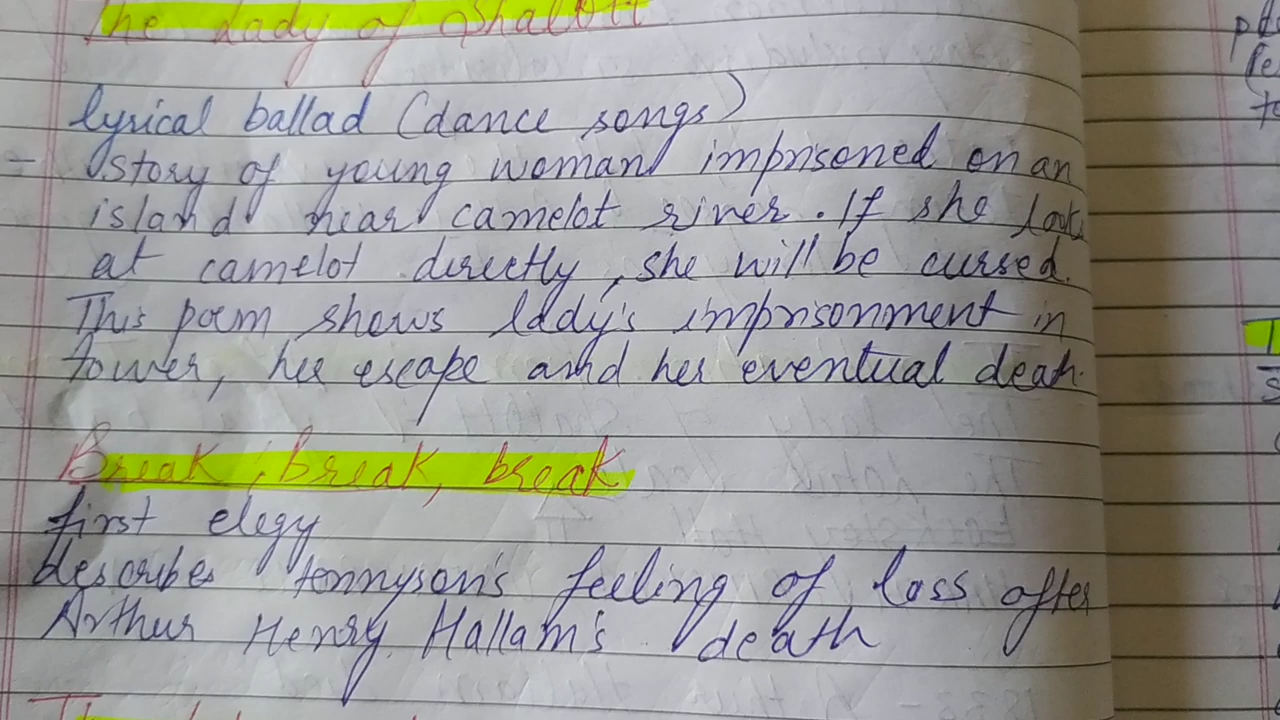 The Lady of Shalott
lyrical ballad (dance songs)
- story of young woman imprisoned on an
island near camelot river. If she look
at camelot directly, she will be cursed.
This poem shows lady's imprisonment in
tower, her escape and her eventual death.
Break, break, break
first elegy
describes tennyson's feeling of loss after
Arthur Henry Hallam's death